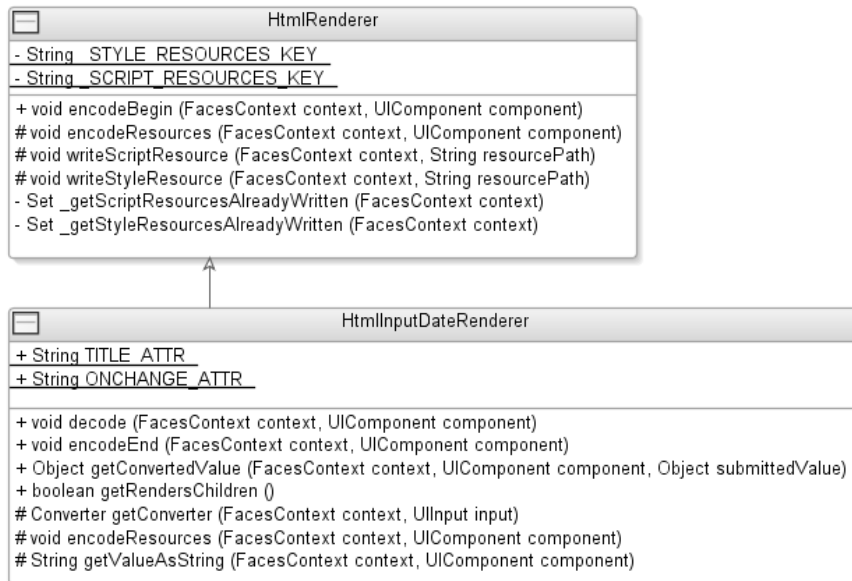 HtmlRenderer
- String _STYLE_RESOURCES_KEY
- String _SCRIPT_RESOURCES_KEY
+ void encodeBegin (FacesContext context, UIComponent component)
# void encodeResources (FacesContext context, UIComponent component)
# void writeScriptResource (FacesContext context, String resourcePath)
# void writeStyleResource (FacesContext context, String resourcePath)
- Set _getScriptResourcesAlreadyWritten (FacesContext context)
- Set _getStyleResourcesAlreadyWritten (FacesContext context)
HtmlInputDateRenderer
+ String TITLE_ATTR
+ String ONCHANGE_ATTR
+ void decode (FacesContext context, UIComponent component)
+ void encodeEnd (FacesContext context, UIComponent component)
+ Object getConvertedValue (FacesContext context, UIComponent component, Object submittedValue)
+ boolean getRendersChildren ()
# Converter getConverter (FacesContext context, UIInput input)
# void encodeResources (FacesContext context, UIComponent component)
# String getValueAsString (FacesContext context, UIComponent component)